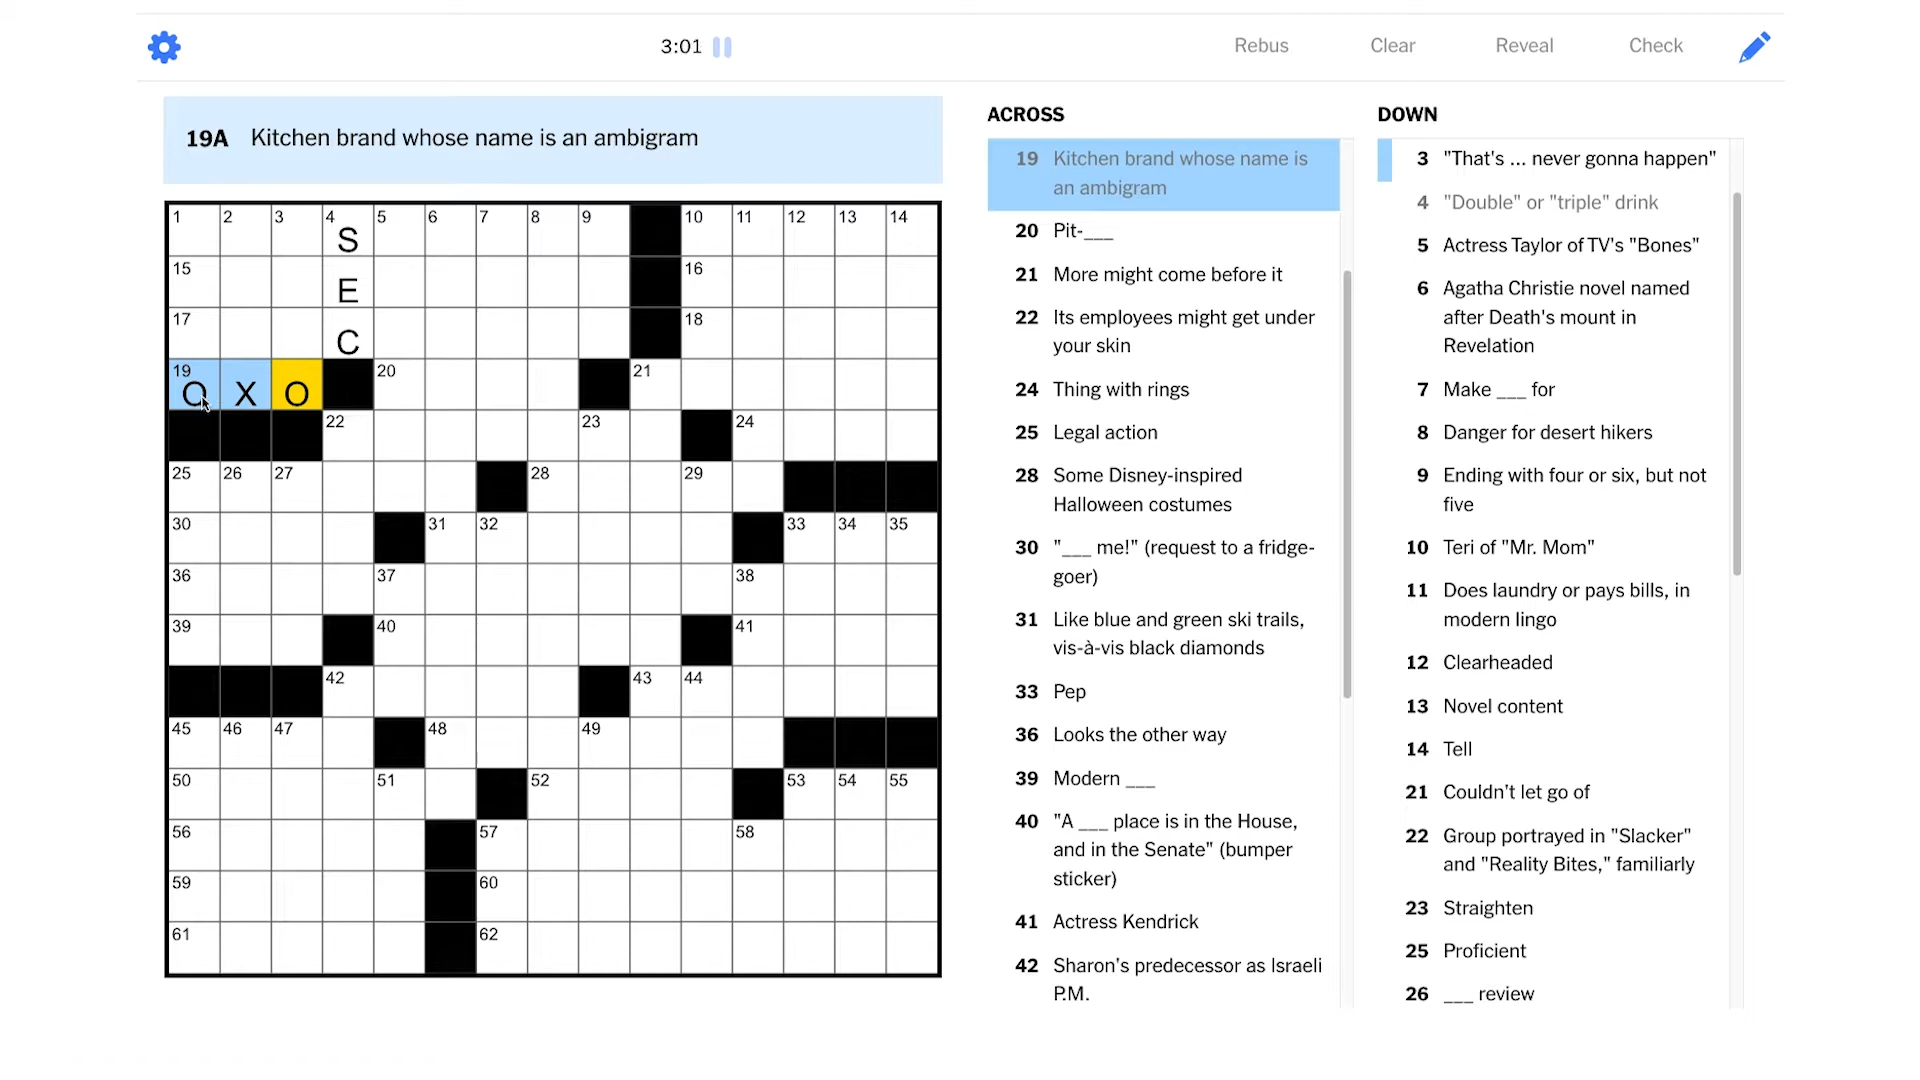 3:01
Rebus Clear Reveal Check
19A Kitchen brand whose name is an ambigram
1 2 3 4 5 6 7 8 9 10 11 12 13 14
S
15 16
E
17 18
C
19 20 21
O X O
22 23 24
25 26 27 28 29
30 31 32 33 34 35
36 37 38
39 40 41
42 43 44
45 46 47 48 49
50 51 52 53 54 55
56 57 58
59 60
61 62
ACROSS
19 Kitchen brand whose name is
an ambigram
20 Pit-___
21 More might come before it
22 Its employees might get under
your skin
24 Thing with rings
25 Legal action
28 Some Disney-inspired
Halloween costumes
30 "___ me!" (request to a fridge-
goer)
31 Like blue and green ski trails,
vis-à-vis black diamonds
33 Pep
36 Looks the other way
39 Modern ___
40 "A ___ place is in the House,
and in the Senate" (bumper
sticker)
41 Actress Kendrick
42 Sharon's predecessor as Israeli
P.M.
DOWN
3 "That's ... never gonna happen"
4 "Double" or "triple" drink
5 Actress Taylor of TV's "Bones"
6 Agatha Christie novel named
after Death's mount in
Revelation
7 Make ___ for
8 Danger for desert hikers
9 Ending with four or six, but not
five
10 Teri of "Mr. Mom"
11 Does laundry or pays bills, in
modern lingo
12 Clearheaded
13 Novel content
14 Tell
21 Couldn't let go of
22 Group portrayed in "Slacker"
and "Reality Bites," familiarly
23 Straighten
25 Proficient
26 ___ review